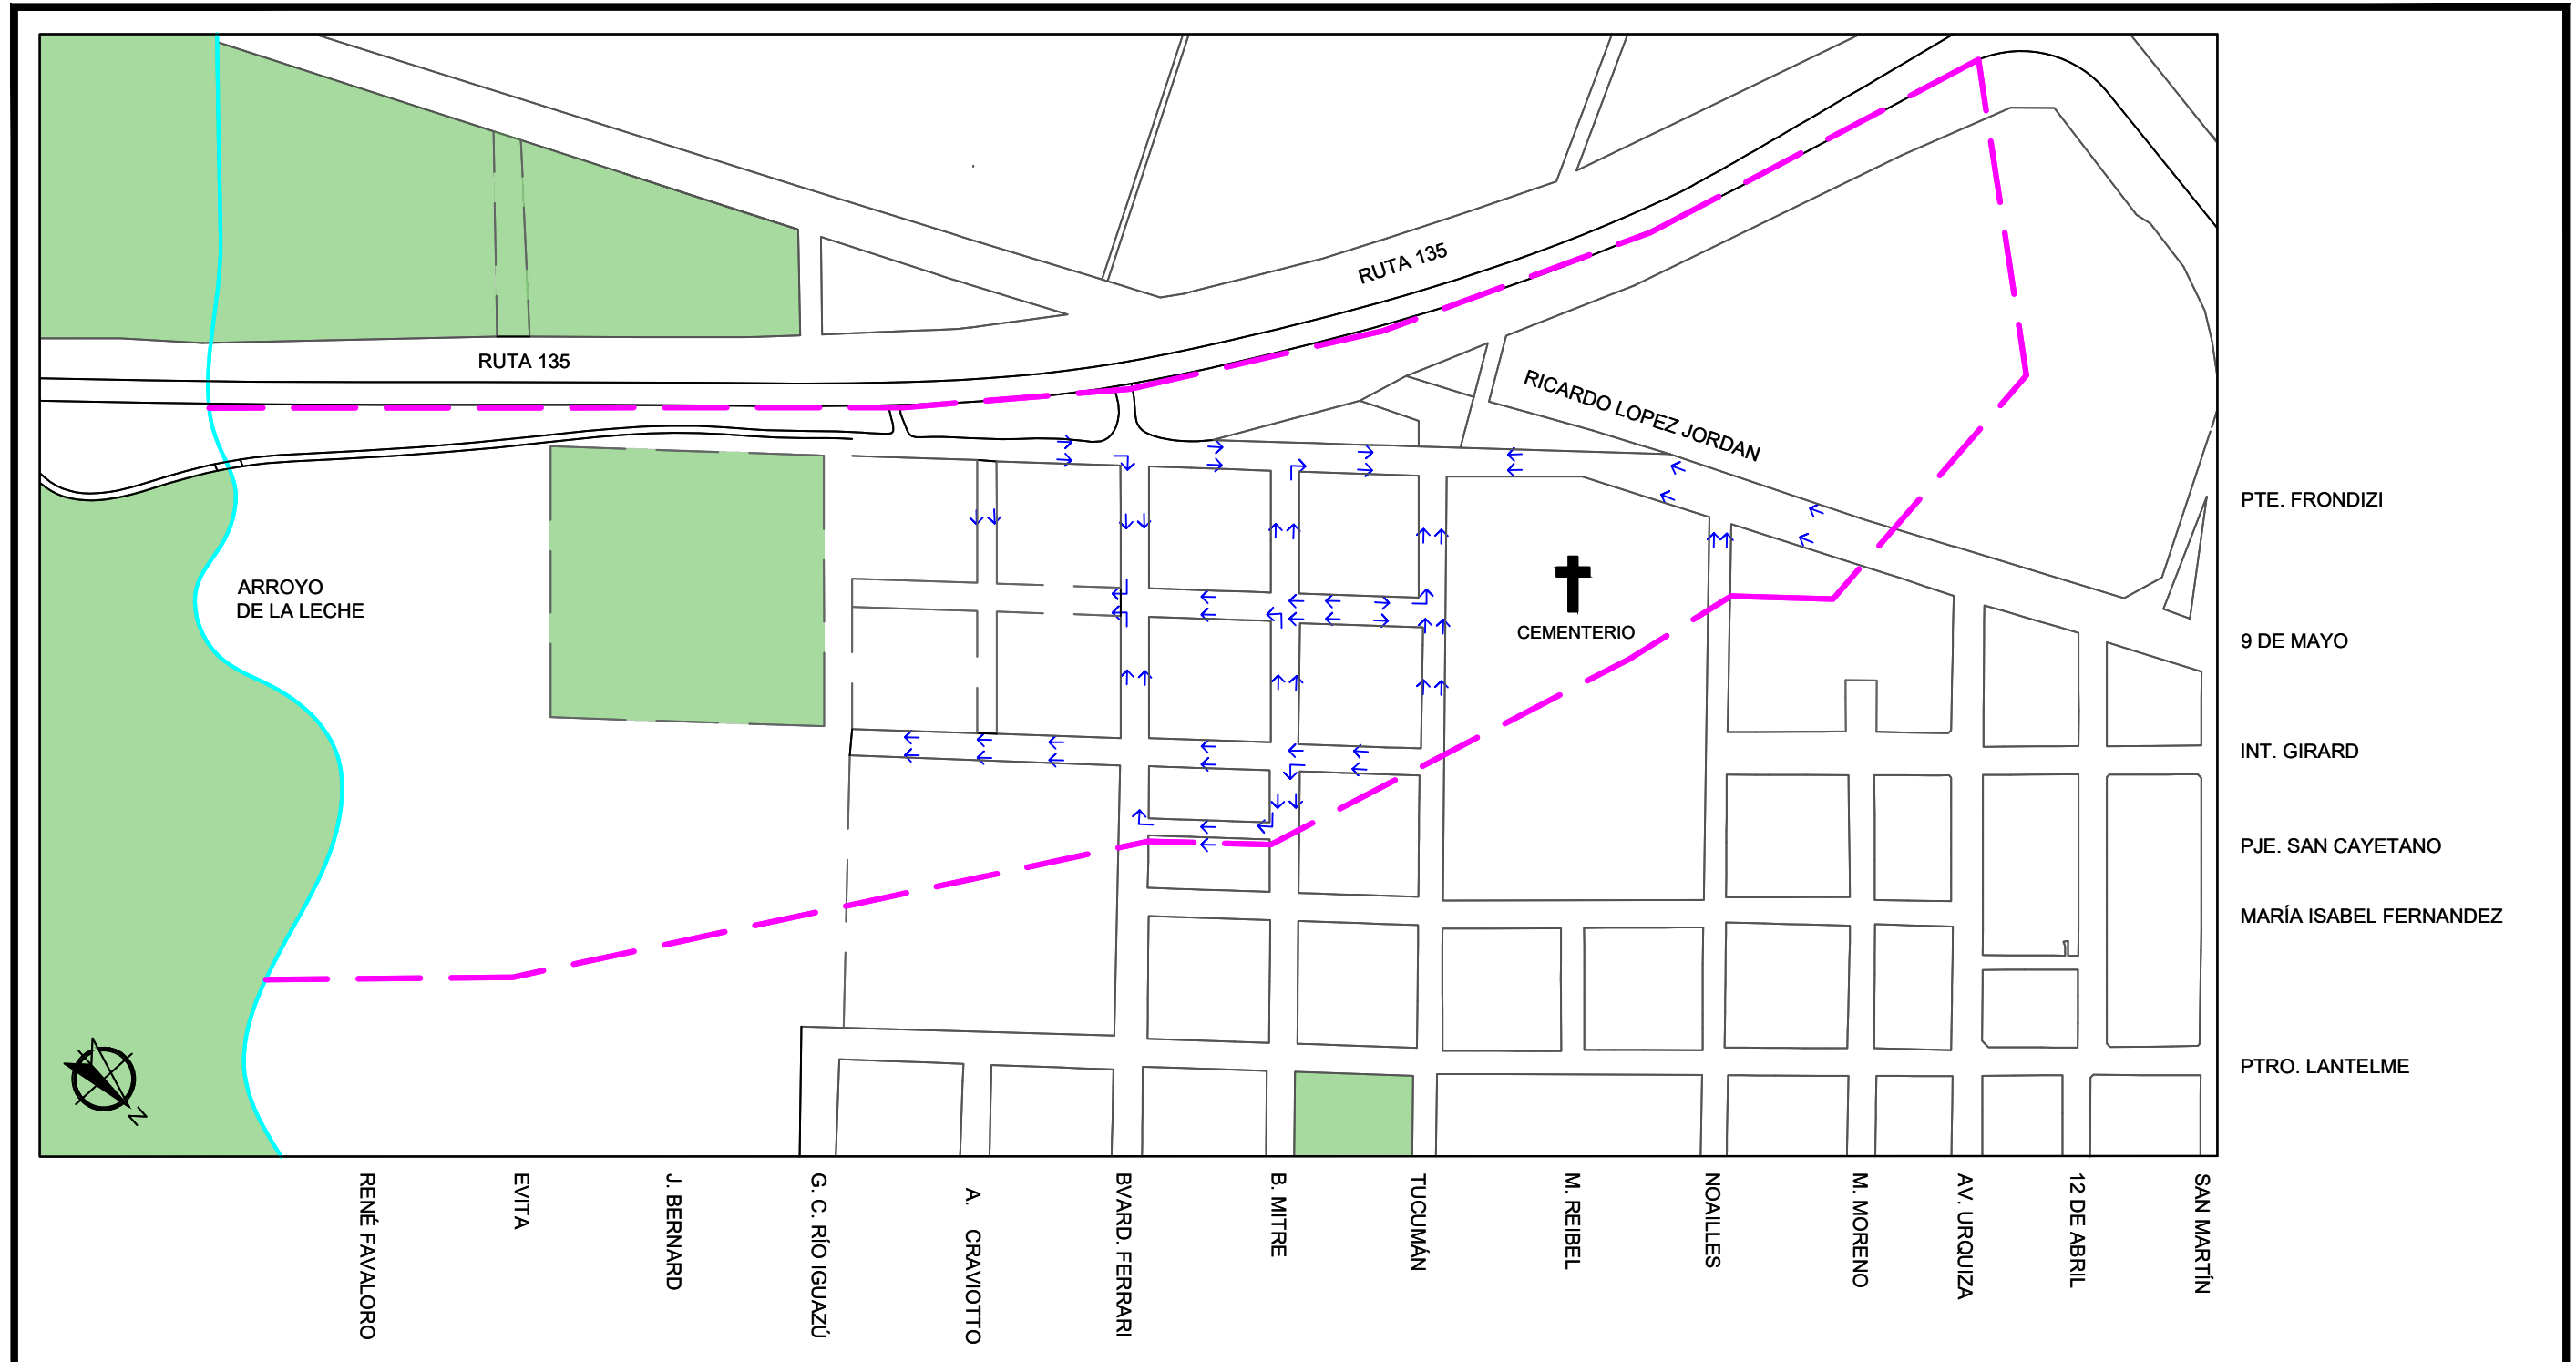 RUTA 135
RUTA 135
RICARDO LOPEZ JORDAN
PTE. FRONDIZI
ARROYO
DE LA LECHE
CEMENTERIO
9 DE MAYO
INT. GIRARD
PJE. SAN CAYETANO
MARÍA ISABEL FERNANDEZ
PTRO. LANTELME
N
RENÉ FAVALORO
EVITA
J. BERNARD
G. C. RÍO IGUAZÚ
A. CRAVIOTTO
BVARD. FERRARI
B. MITRE
TUCUMÁN
M. REIBEL
NOAILLES
M. MORENO
AV. URQUIZA
12 DE ABRIL
SAN MARTÍN